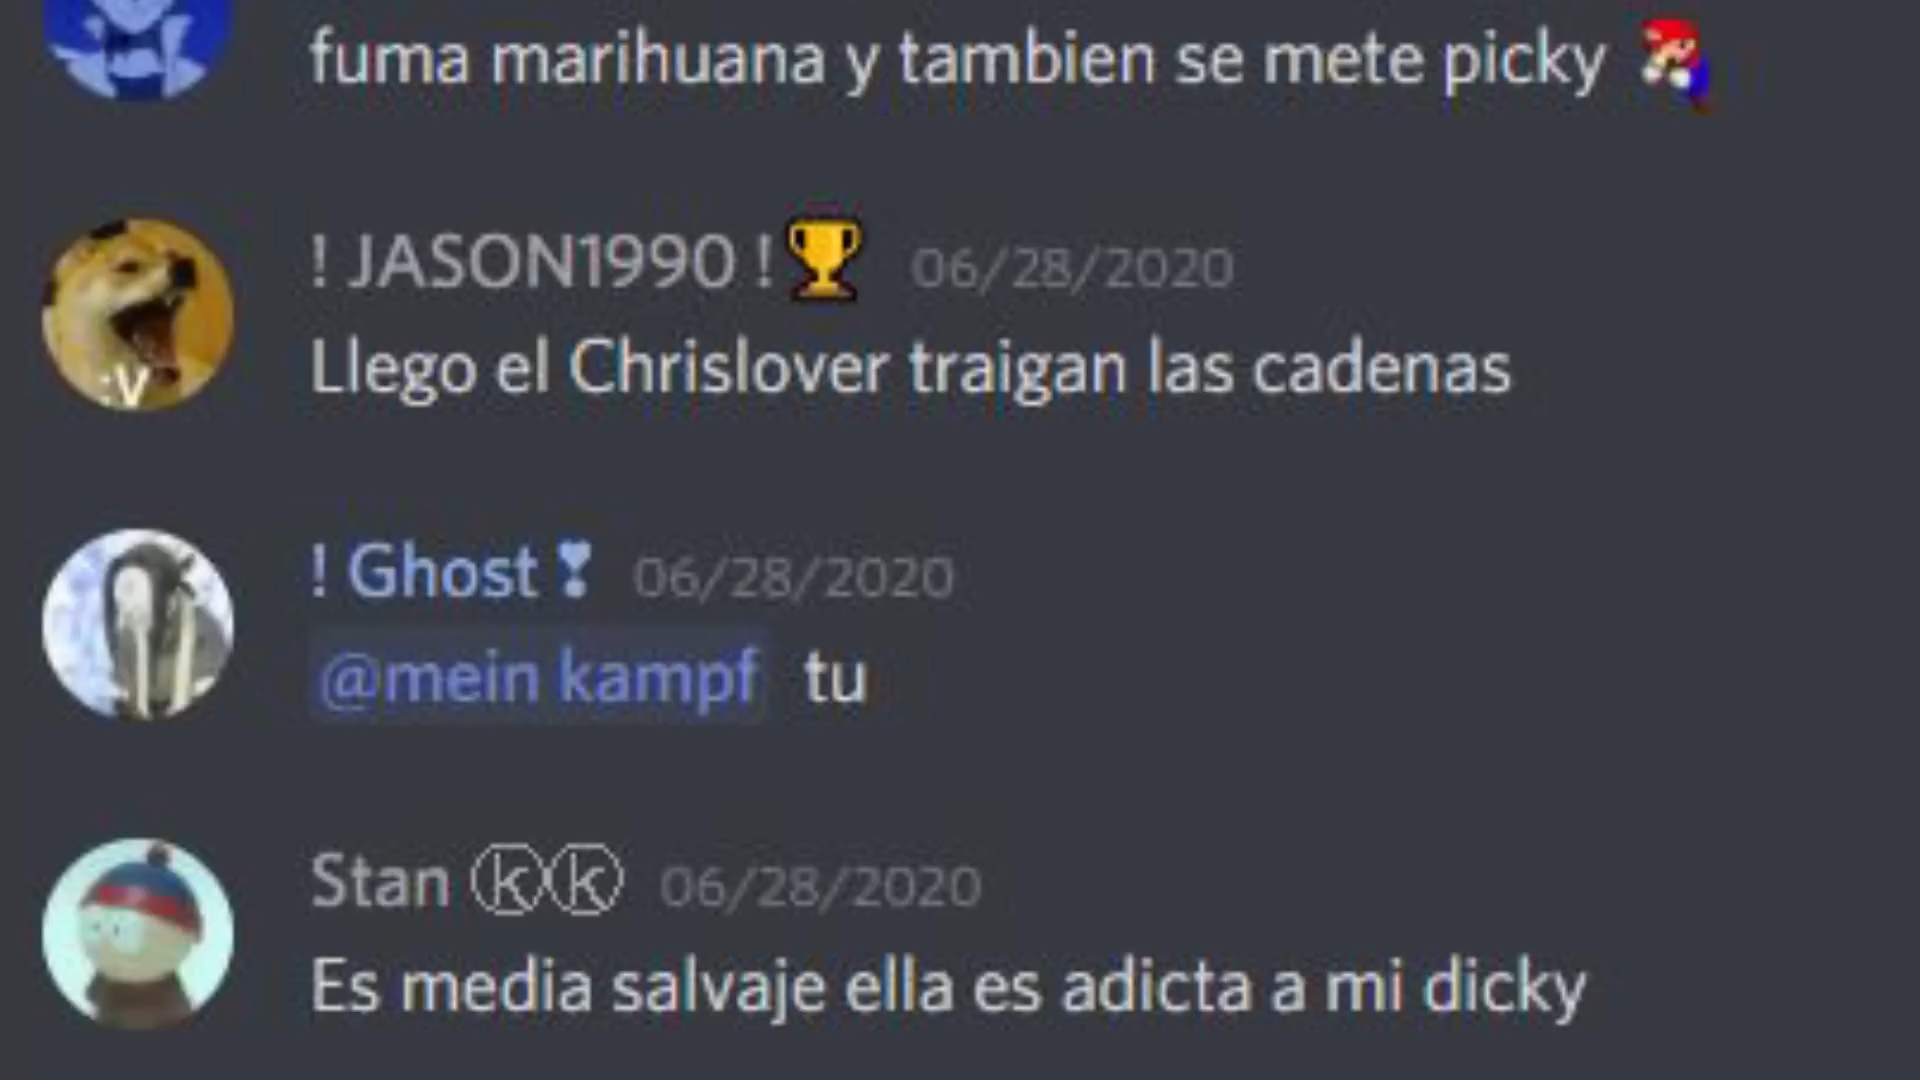 fuma marihuana y tambien se mete picky
! JASON1990 !🏆 06/28/2020
Llego el Chrislover traigan las cadenas
:v
! Ghost ❣ 06/28/2020
@mein kampf tu
Stan ⓚⓚ 06/28/2020
Es media salvaje ella es adicta a mi dicky